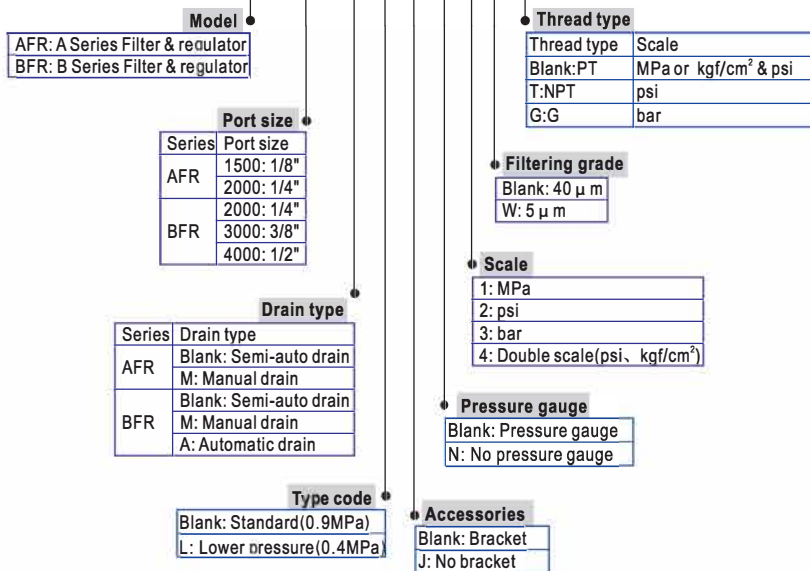 Model
AFR: A Series Filter & regulator
BFR: B Series Filter & regulator
Thread type
Thread type Scale
Blank:PT MPa or kgf/cm² & psi
T:NPT psi
G:G bar
Port size
Series Port size
AFR
1500: 1/8"
2000: 1/4"
BFR
2000: 1/4"
3000: 3/8"
4000: 1/2"
Filtering grade
Blank: 40 μ m
W: 5 μ m
Scale
1: MPa
2: psi
3: bar
4: Double scale(psi、kgf/cm²)
Drain type
Series Drain type
AFR
Blank: Semi-auto drain
M: Manual drain
BFR
Blank: Semi-auto drain
M: Manual drain
A: Automatic drain
Pressure gauge
Blank: Pressure gauge
N: No pressure gauge
Type code
Blank: Standard(0.9MPa)
L: Lower pressure(0.4MPa)
Accessories
Blank: Bracket
J: No bracket